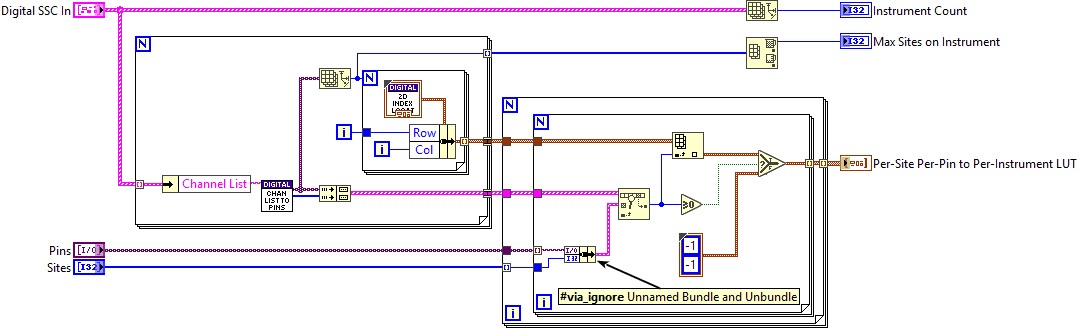 Digital SSC In
I32
Instrument Count
I32
Max Sites on Instrument
N
N
DIGITAL
2D
INDEX
i
Row
i
Col
N
N
Channel List
DIGITAL
CHAN
LIST TO
PINS
Per-Site Per-Pin to Per-Instrument LUT
?
≥0
-1
-1
Pins
I/O
I/O
I32
Sites
I32
#via_ignore Unnamed Bundle and Unbundle
i
i